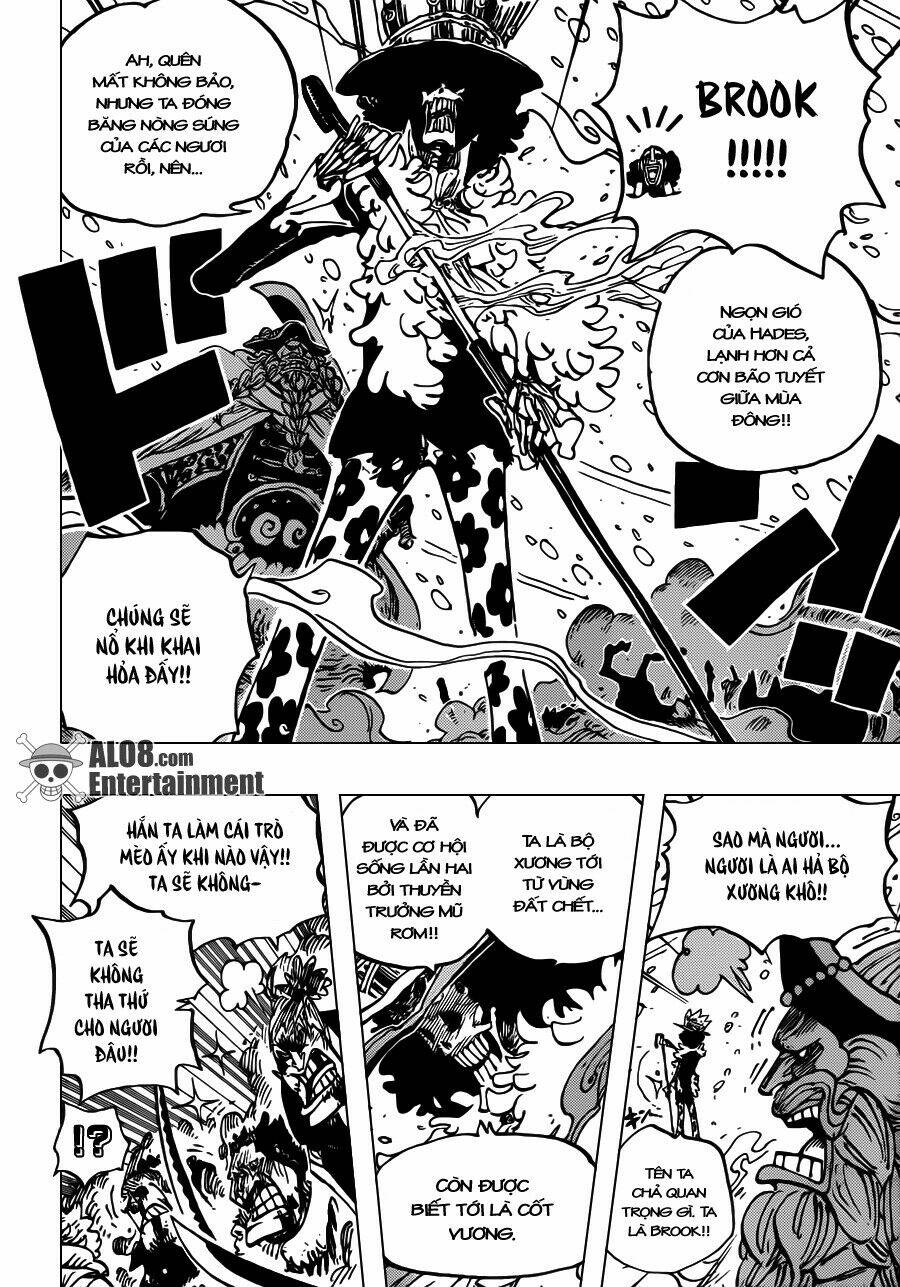 BROOK
!!!!!
AH, QUÊN
MẤT KHÔNG BẢO,
NHƯNG TA ĐÓNG
BĂNG NÒNG SÚNG
CỦA CÁC NGƯƠI
RỒI, NÊN...
NGỌN GIÓ
CỦA HADES,
LẠNH HƠN CẢ
CƠN BÃO TUYẾT
GIỮA MÙA
ĐÔNG!!
ドン!!
CHÚNG SẼ
NỔ KHI KHAI
HỎA ĐẤY!!
ALO8.com
Entertainment
SAO MÀ NGƯƠI...
NGƯƠI LÀ AI HẢ BỘ
XƯƠNG KHÔ!!
TÊN TA
CHẢ QUAN
TRỌNG GÌ. TA
LÀ BROOK!!
TA LÀ BỘ
XƯƠNG TỚI
TỪ VÙNG
ĐẤT CHẾT...
VÀ ĐÃ
ĐƯỢC CƠ HỘI
SỐNG LẦN HAI
BỞI THUYỀN
TRƯỞNG MŨ
RƠM!!
CÒN ĐƯỢC
BIẾT TỚI LÀ CỐT
VƯƠNG.
HẮN TA LÀM CÁI TRÒ
MÈO ẤY KHI NÀO VẬY!!
TA SẼ KHÔNG-
TA SẼ
KHÔNG
THA THỨ
CHO NGƯƠI
ĐÂU!!
!?